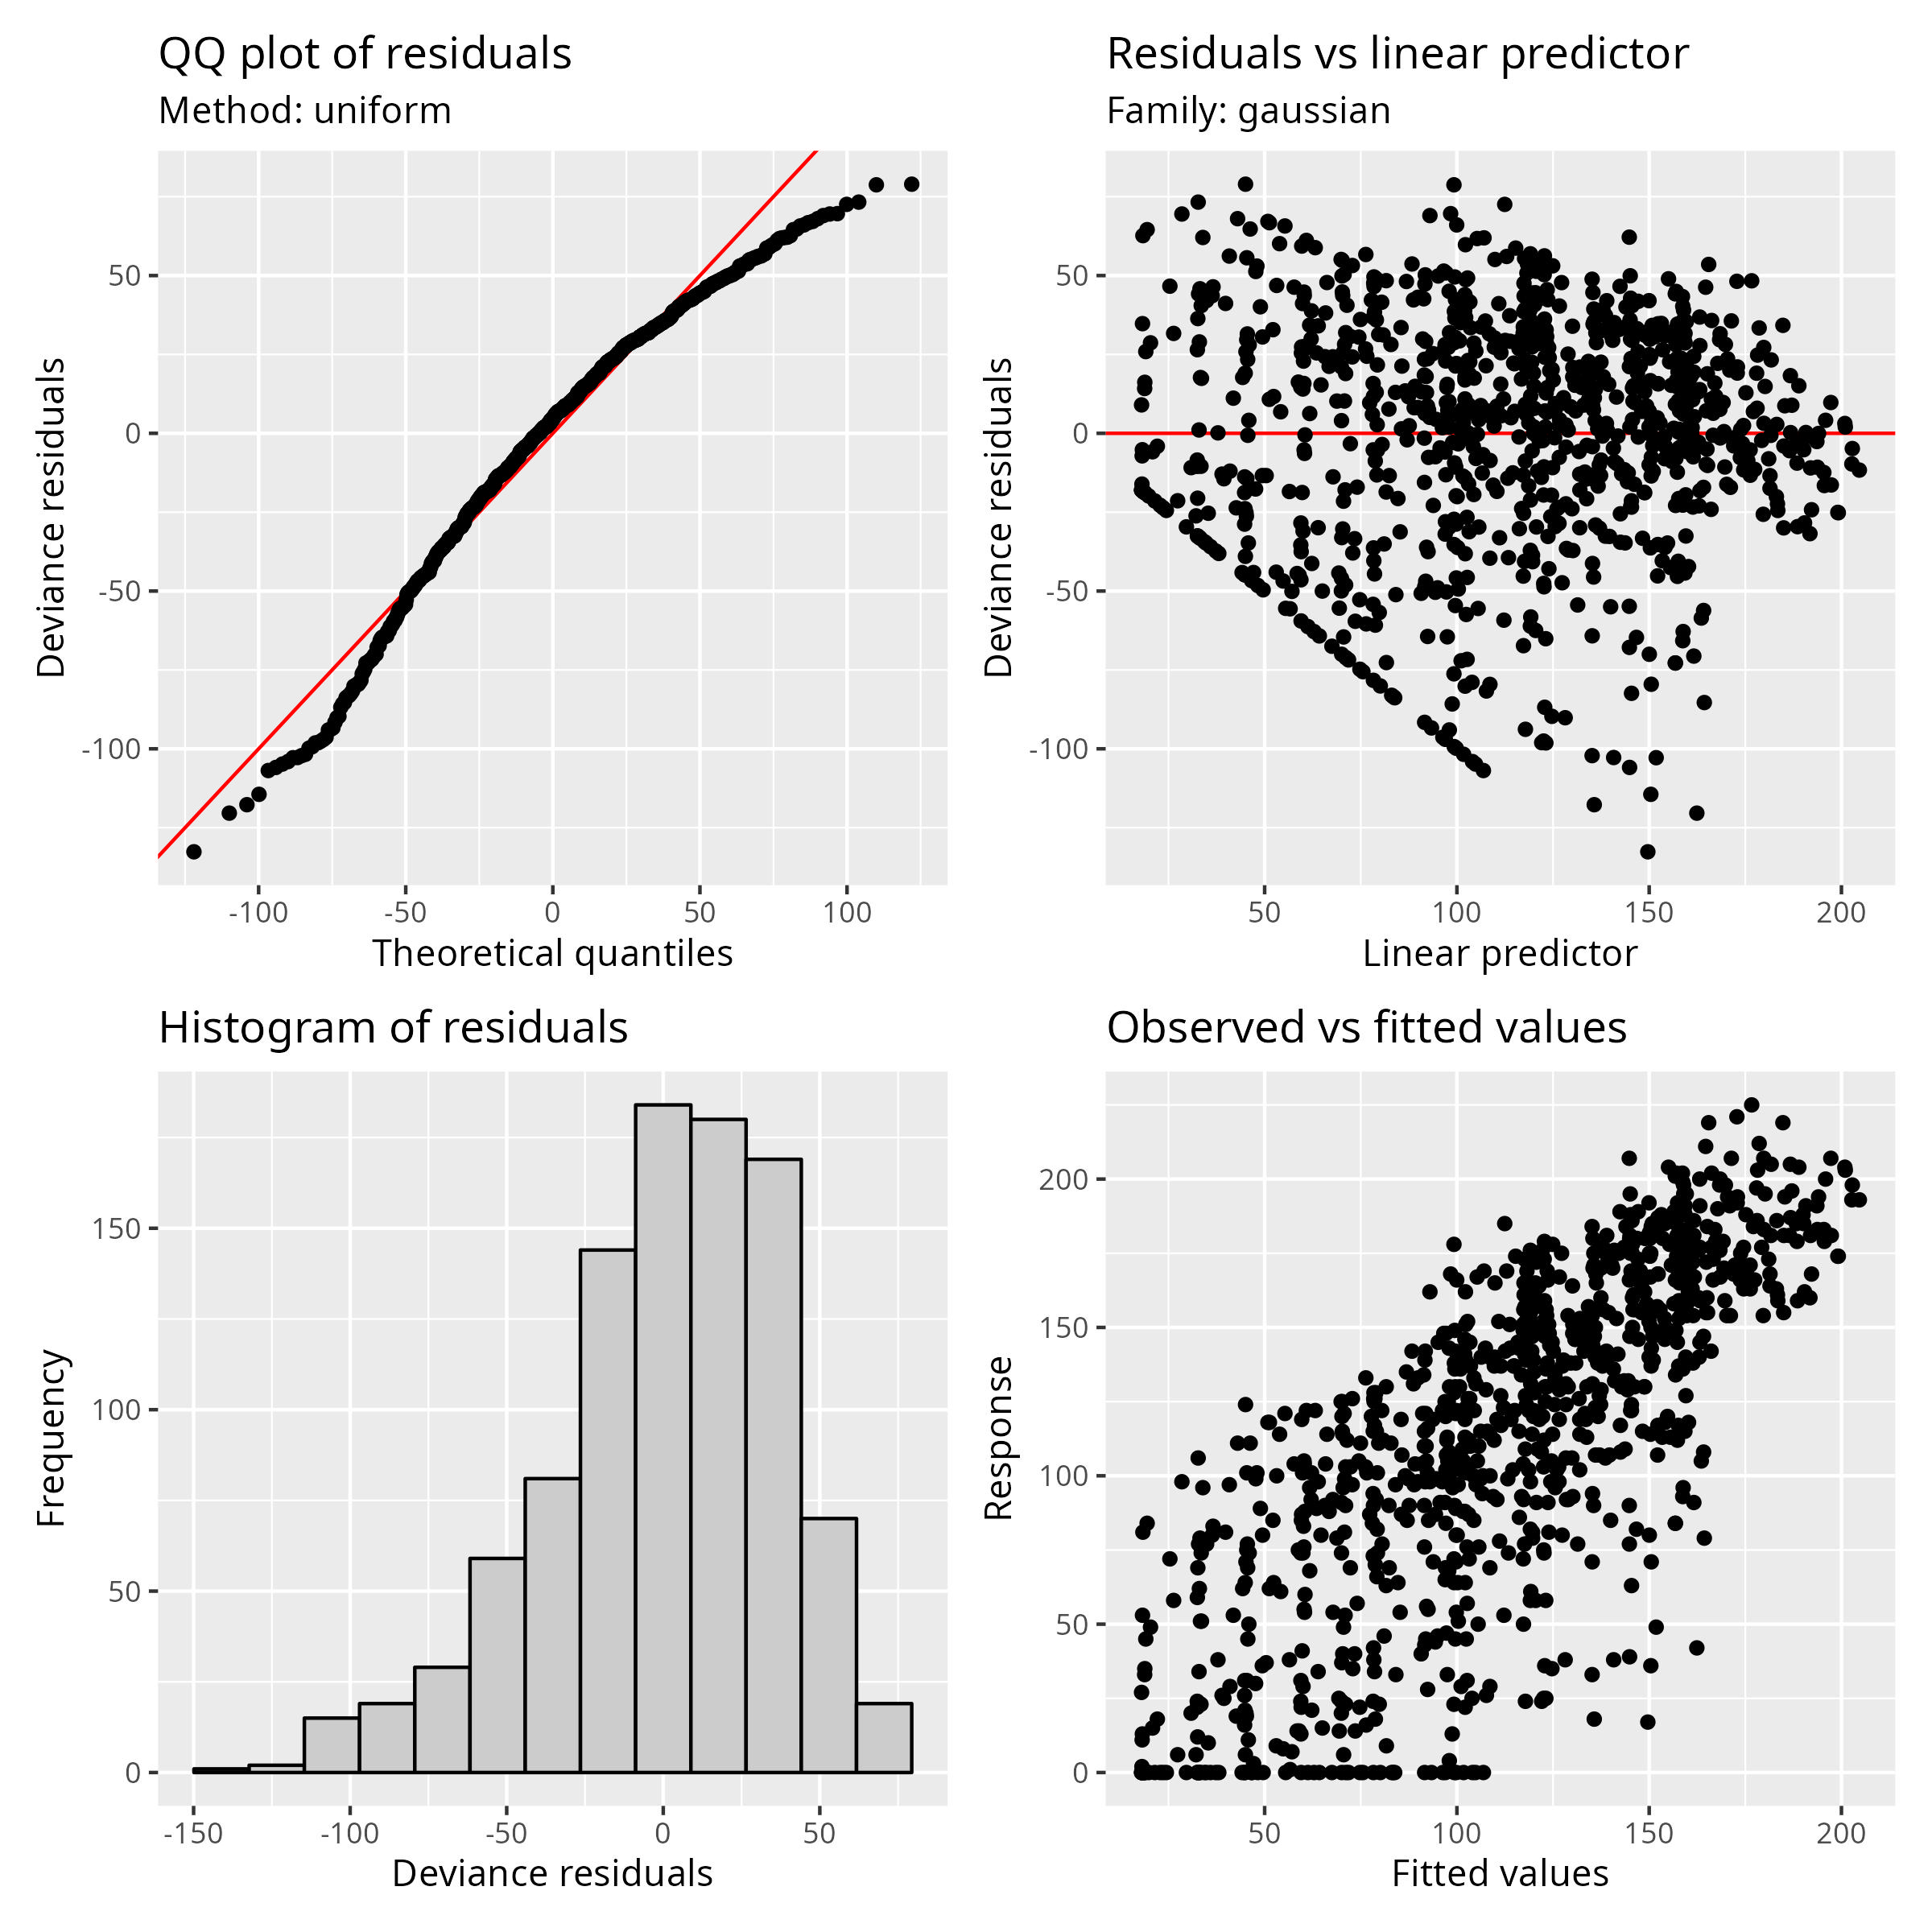 QQ plot of residuals
Method: uniform
50
0
-50
-100
-100
-50
0
50
100
Theoretical quantiles
Deviance residuals
Residuals vs linear predictor
Family: gaussian
50
0
-50
-100
50
100
150
200
Linear predictor
Deviance residuals
Histogram of residuals
150
100
50
0
-150
-100
-50
0
50
Deviance residuals
Frequency
Observed vs fitted values
200
150
100
50
0
50
100
150
200
Fitted values
Response